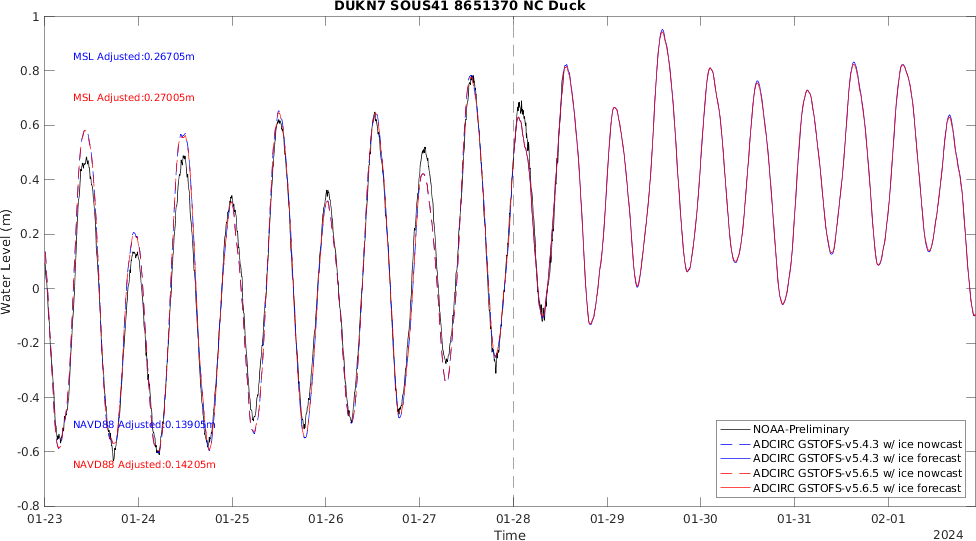 DUKN7 SOUS41 8651370 NC Duck
1
0.8
0.6
0.4
0.2
0
-0.2
-0.4
-0.6
-0.8
Water Level (m)
MSL Adjusted:0.26705m
MSL Adjusted:0.27005m
NAVD88 Adjusted:0.13905m
NAVD88 Adjusted:0.14205m
NOAA-Preliminary
ADCIRC GSTOFS-v5.4.3 w/ ice nowcast
ADCIRC GSTOFS-v5.4.3 w/ ice forecast
ADCIRC GSTOFS-v5.6.5 w/ ice nowcast
ADCIRC GSTOFS-v5.6.5 w/ ice forecast
01-23 01-24 01-25 01-26 01-27 01-28 01-29 01-30 01-31 02-01
Time
2024